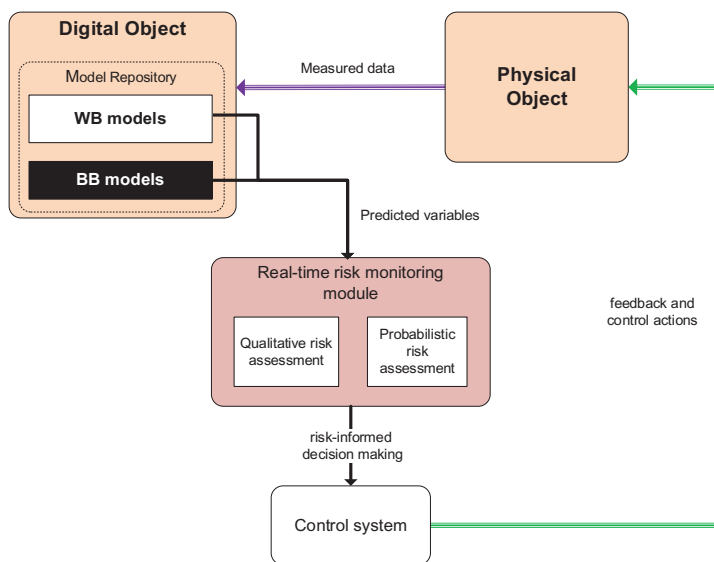 Digital Object
Model Repository
WB models
BB models
Measured data
Physical
Object
Predicted variables
Real-time risk monitoring
module
Qualitative risk
assessment
Probabilistic
risk
assessment
feedback and
control actions
risk-informed
decision making
Control system